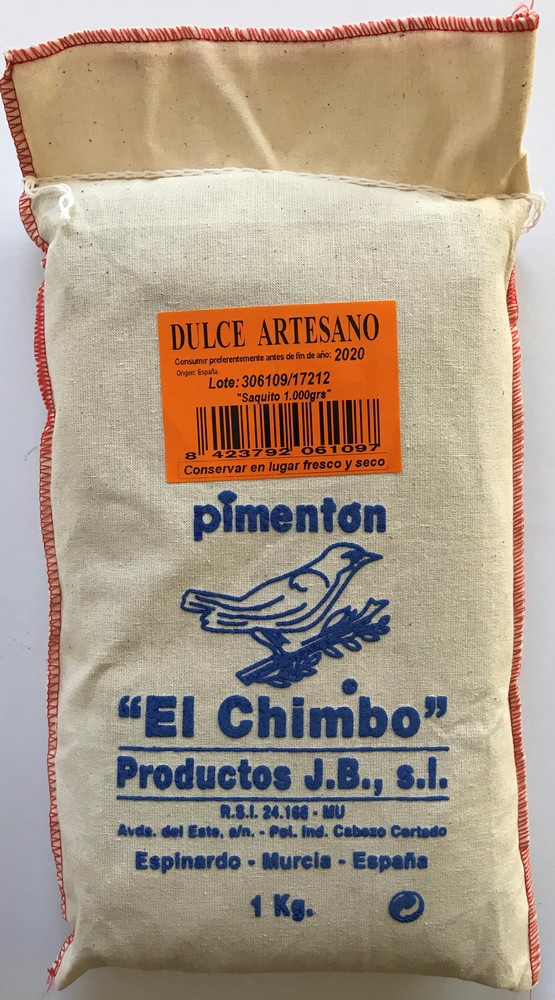 DULCE ARTESANO
Consumir preferentemente antes de fin de año: 2020
Origen: España.
Lote: 306109/17212
"Saquito 1.000grs"
8 423792 061097
Conservar en lugar fresco y seco
pimentón
“El Chimbo”
Productos J.B., s.l.
R.S.I. 24.168 - MU
Avda. del Este, s/n. - Pol. Ind. Cabezo Cortado
Espinardo - Murcia - España
1 Kg.